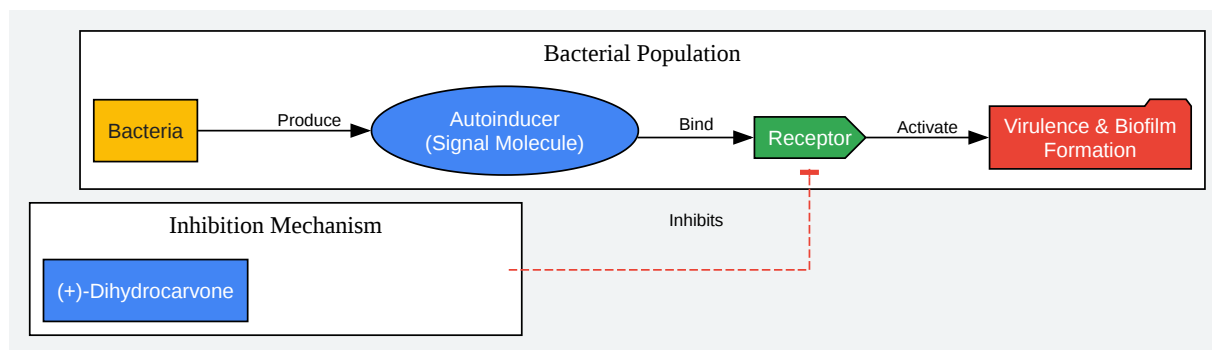 Bacterial Population
Bacteria
Produce
Autoinducer
(Signal Molecule)
Bind
Receptor
Activate
Virulence & Biofilm
Formation
Inhibition Mechanism
Inhibits
(+)-Dihydrocarvone